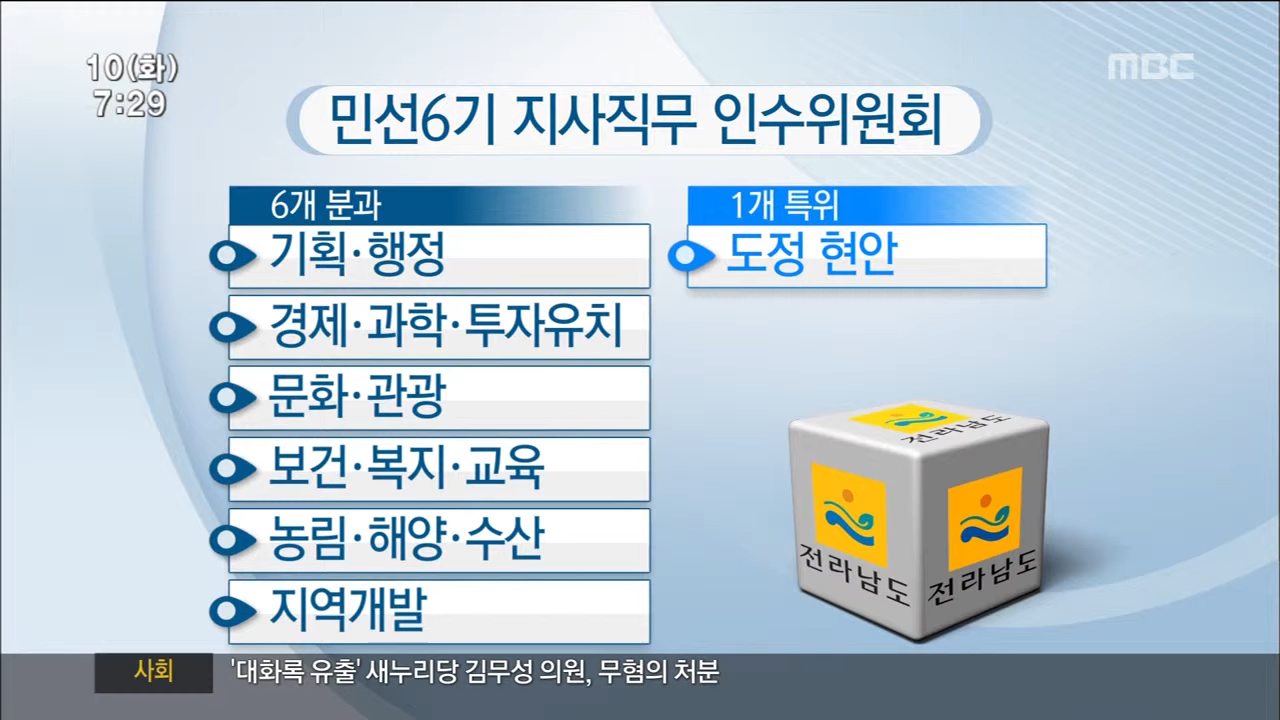 10(화)
7:29
MBC
민선6기 지사직무 인수위원회
6개 분과
기획·행정
경제·과학·투자유치
문화·관광
보건·복지·교육
농림·해양·수산
지역개발
1개 특위
도정 현안
전라남도
전라남도
전라남도
사회
'대화록 유출' 새누리당 김무성 의원, 무혐의 처분